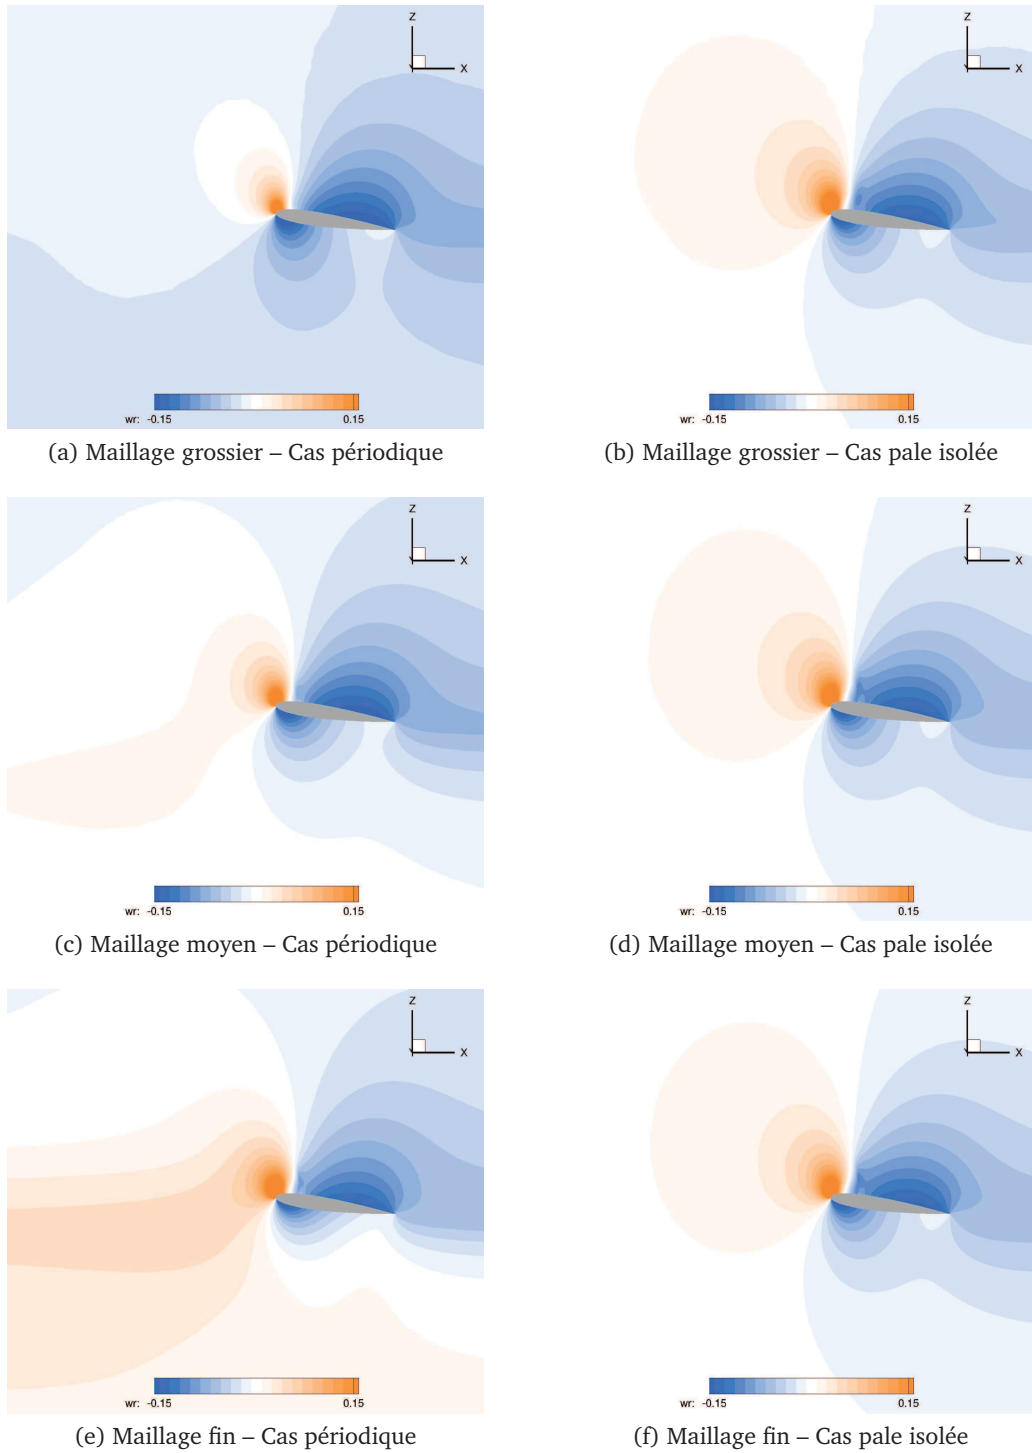 Z
Z
X
X
wr: -0.15 0.15
wr: -0.15 0.15
(a) Maillage grossier – Cas périodique
(b) Maillage grossier – Cas pale isolée
Z
Z
X
X
wr: -0.15 0.15
wr: -0.15 0.15
(c) Maillage moyen – Cas périodique
(d) Maillage moyen – Cas pale isolée
Z
Z
X
X
wr: -0.15 0.15
wr: -0.15 0.15
(e) Maillage fin – Cas périodique
(f) Maillage fin – Cas pale isolée